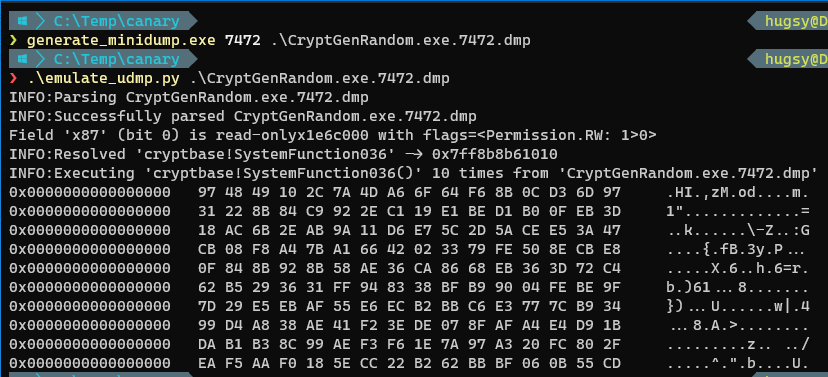 C:\Temp\canary hugsy@D
❯ generate_minidump.exe 7472 .\CryptGenRandom.exe.7472.dmp
C:\Temp\canary hugsy@D
❯ .\emulate_udmp.py .\CryptGenRandom.exe.7472.dmp
INFO:Parsing CryptGenRandom.exe.7472.dmp
INFO:Successfully parsed CryptGenRandom.exe.7472.dmp
Field 'x87' (bit 0) is read-onlyx1e6c000 with flags=<Permission.RW: 1>0>
INFO:Resolved 'cryptbase!SystemFunction036' → 0x7ff8b8b61010
INFO:Executing 'cryptbase!SystemFunction036()' 10 times from 'CryptGenRandom.exe.7472.dmp'
0x0000000000000000 97 48 49 10 2C 7A 4D A6 6F 64 F6 8B 0C D3 6D 97 .HI.,zM.od....m.
0x0000000000000000 31 22 8B 84 C9 92 2E C1 19 E1 BE D1 B0 0F EB 3D 1".............=
0x0000000000000000 18 AC 6B 2E AB 9A 11 D6 E7 5C 2D 5A CE E5 3A 47 ..k......\-Z..:G
0x0000000000000000 CB 08 F8 A4 7B A1 66 42 02 33 79 FE 50 8E CB E8 ....{.fB.3y.P...
0x0000000000000000 0F 84 8B 92 8B 58 AE 36 CA 86 68 EB 36 3D 72 C4 .....X.6..h.6=r.
0x0000000000000000 62 B5 29 36 31 FF 94 83 38 BF B9 90 04 FE BE 9F b.)61...8.......
0x0000000000000000 7D 29 E5 EB AF 55 E6 EC B2 BB C6 E3 77 7C B9 34 })...U......w|.4
0x0000000000000000 99 D4 A8 38 AE 41 F2 3E DE 07 8F AF A4 E4 D9 1B ...8.A.>........
0x0000000000000000 DA B1 B3 8C 99 AE F3 F6 1E 7A 97 A3 20 FC 80 2F .........z.. ../
0x0000000000000000 EA F5 AA F0 18 5E CC 22 B2 62 BB BF 06 0B 55 CD .....^.".b....U.